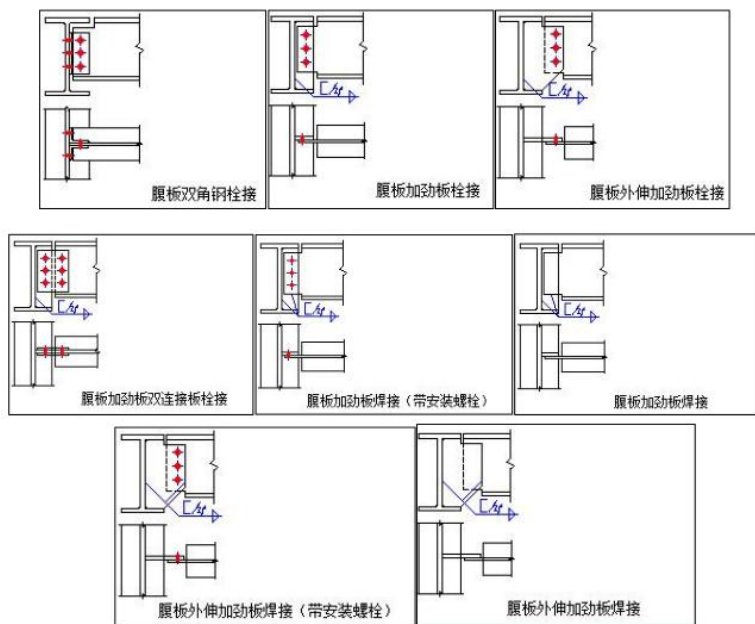 腹板双角钢栓接
腹板加劲板栓接
腹板外伸加劲板栓接
腹板加劲板双连接板栓接
腹板加劲板焊接（带安装螺栓）
腹板加劲板焊接
腹板外伸加劲板焊接（带安装螺栓）
腹板外伸加劲板焊接